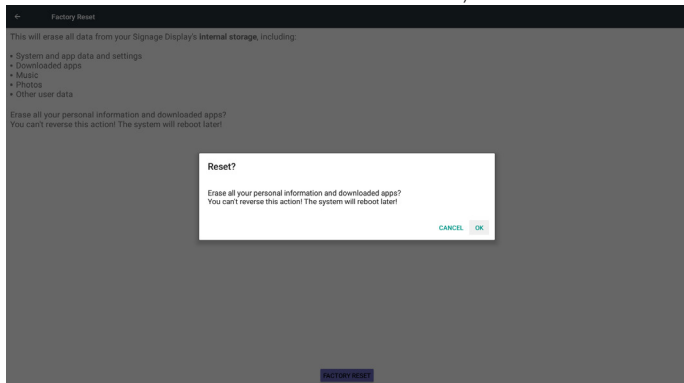 ← Factory Reset
This will erase all data from your Signage Display's internal storage, including:
• System and app data and settings
• Downloaded apps
• Music
• Photos
• Other user data
Erase all your personal information and downloaded apps?
You can't reverse this action! The system will reboot later!
Reset?
Erase all your personal information and downloaded apps?
You can't reverse this action! The system will reboot later!
CANCEL OK
FACTORY RESET